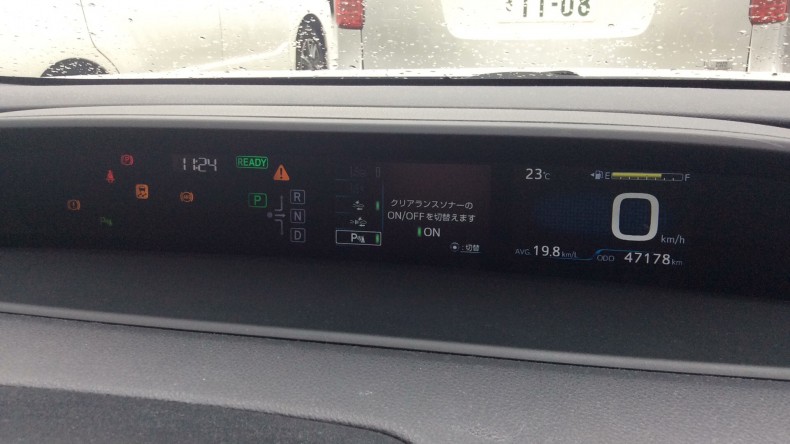 11-08
11:24
READY
P
R
N
D
クリアランスソナーの
ON/OFFを切替えます
ON
:切替
P
23℃
E F
0
km/h
AVG. 19.8 km/L
ODO 47178 km